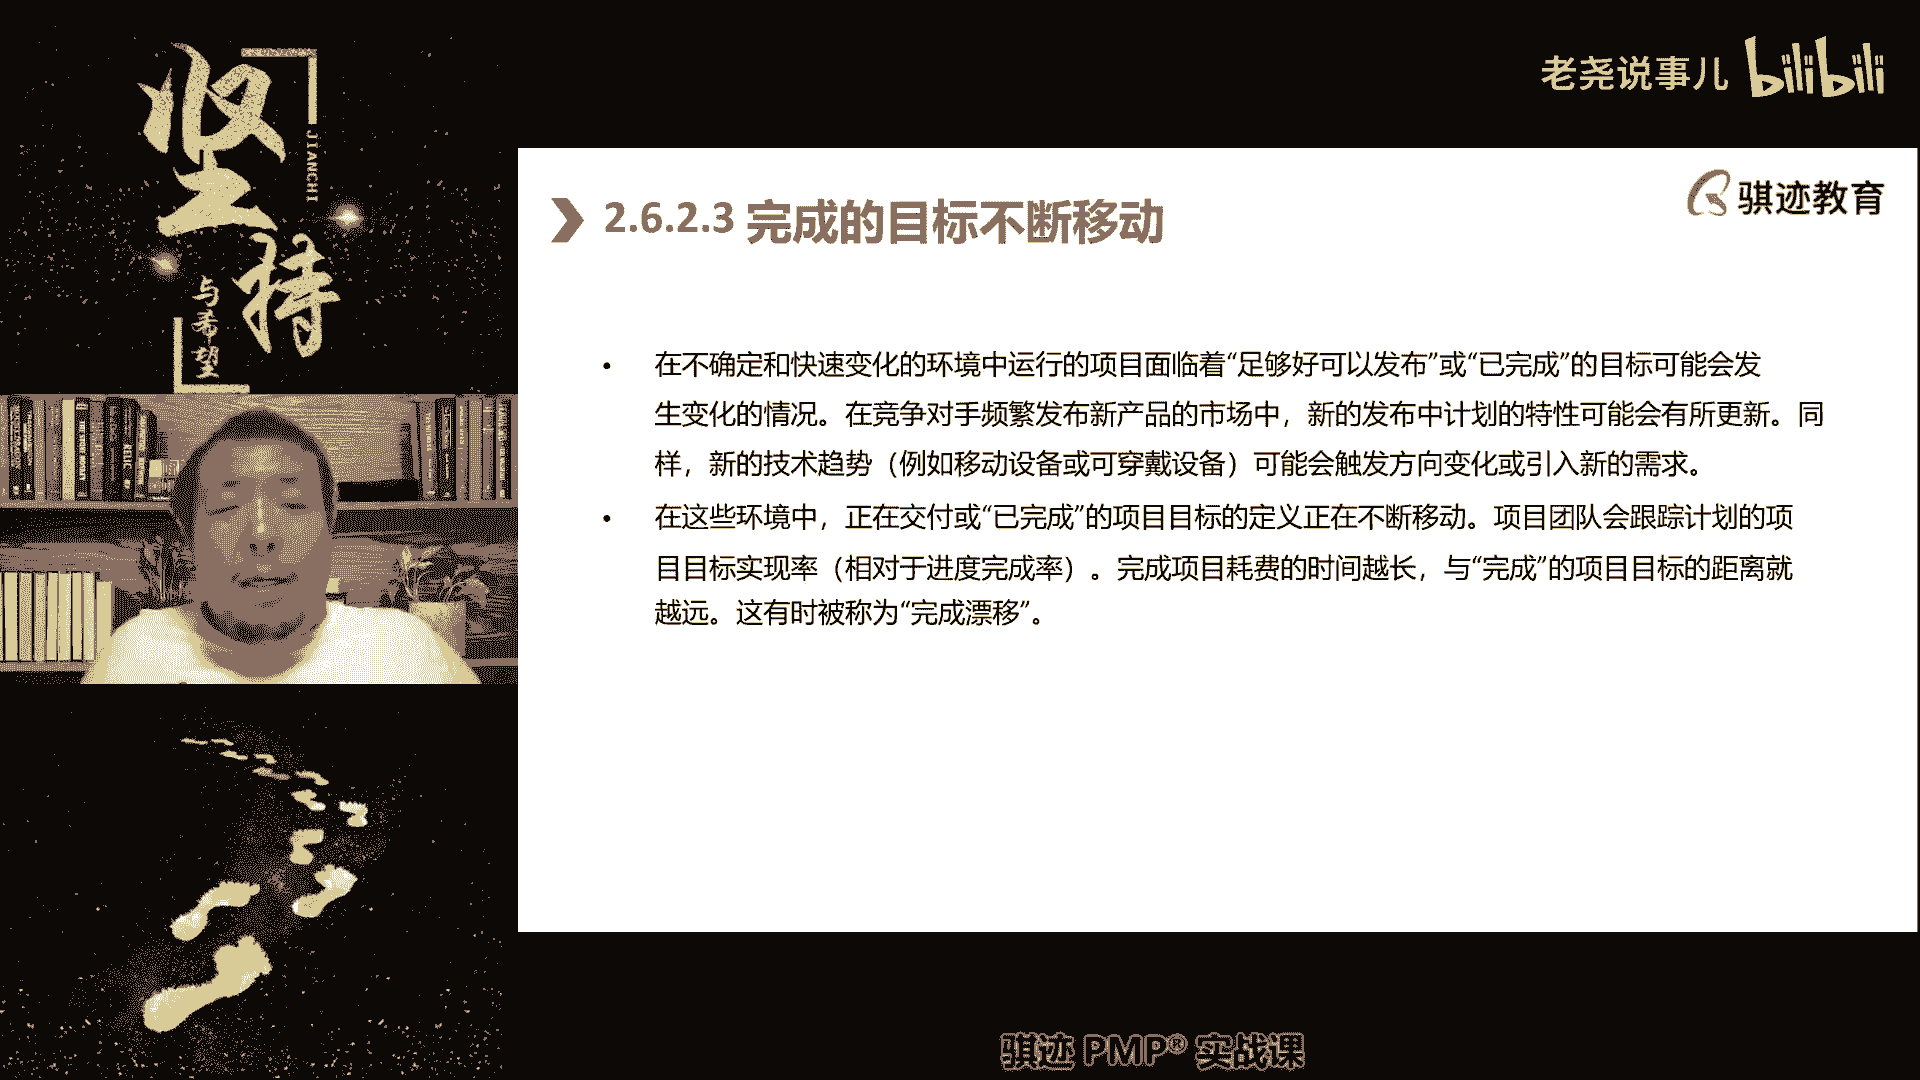 坚持
JIANCHI
与希望
老尧说事儿 bilibili
骐迹教育
2.6.2.3 完成的目标不断移动
• 在不确定和快速变化的环境中运行的项目面临着“足够好可以发布”或“已完成”的目标可能会发
生变化的情况。在竞争对手频繁发布新产品的市场中，新的发布中计划的特性可能会有所更新。同
样，新的技术趋势（例如移动设备或可穿戴设备）可能会触发方向变化或引入新的需求。
• 在这些环境中，正在交付或“已完成”的项目目标的定义正在不断移动。项目团队会跟踪计划的项
目目标实现率（相对于进度完成率）。完成项目耗费的时间越长，与“完成”的项目目标的距离就
越远。这有时被称为“完成漂移”。
骐迹 PMP® 实战课